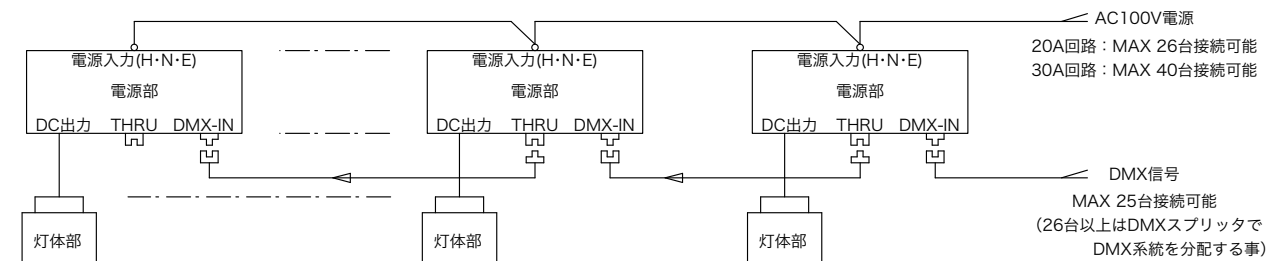 AC100V電源
20A回路：MAX 26台接続可能
30A回路：MAX 40台接続可能
電源入力(H･N･E)
電源部
DC出力 THRU DMX-IN
灯体部
電源入力(H･N･E)
電源部
DC出力 THRU DMX-IN
灯体部
電源入力(H･N･E)
電源部
DC出力 THRU DMX-IN
灯体部
DMX信号
MAX 25台接続可能
（26台以上はDMXスプリッタで
DMX系統を分配する事）